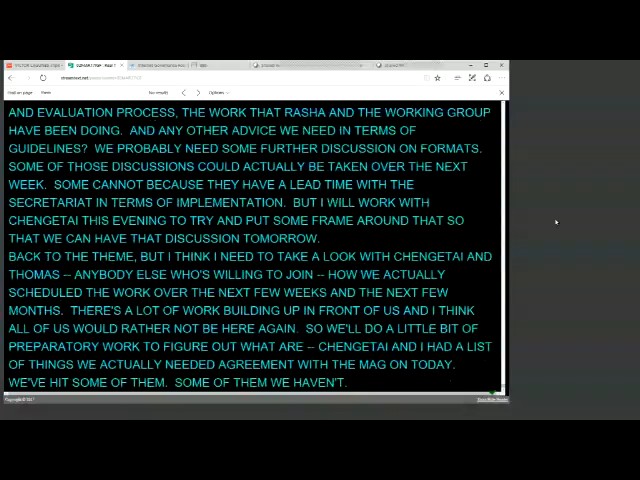 streamtext.net
Find on page
No results
Options
AND EVALUATION PROCESS, THE WORK THAT RASHA AND THE WORKING GROUP
HAVE BEEN DOING.  AND ANY OTHER ADVICE WE NEED IN TERMS OF
GUIDELINES?  WE PROBABLY NEED SOME FURTHER DISCUSSION ON FORMATS.
SOME OF THOSE DISCUSSIONS COULD ACTUALLY BE TAKEN OVER THE NEXT
WEEK.  SOME CANNOT BECAUSE THEY HAVE A LEAD TIME WITH THE
SECRETARIAT IN TERMS OF IMPLEMENTATION.  BUT I WILL WORK WITH
CHENGETAI THIS EVENING TO TRY AND PUT SOME FRAME AROUND THAT SO
THAT WE CAN HAVE THAT DISCUSSION TOMORROW.
BACK TO THE THEME, BUT I THINK I NEED TO TAKE A LOOK WITH CHENGETAI AND
THOMAS -- ANYBODY ELSE WHO'S WILLING TO JOIN -- HOW WE ACTUALLY
SCHEDULED THE WORK OVER THE NEXT FEW WEEKS AND THE NEXT FEW
MONTHS.  THERE'S A LOT OF WORK BUILDING UP IN FRONT OF US AND I THINK
ALL OF US WOULD RATHER NOT BE HERE AGAIN.  SO WE'LL DO A LITTLE BIT OF
PREPARATORY WORK TO FIGURE OUT WHAT ARE -- CHENGETAI AND I HAD A LIST
OF THINGS WE ACTUALLY NEEDED AGREEMENT WITH THE MAG ON TODAY.
WE'VE HIT SOME OF THEM.  SOME OF THEM WE HAVEN'T.